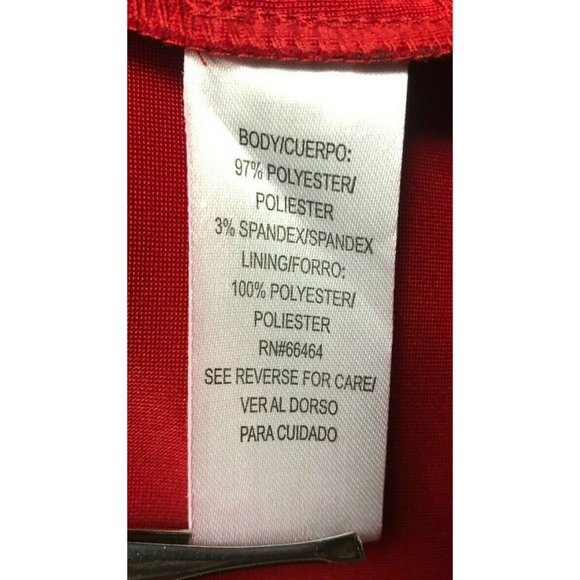 BODY/CUERPO:
97% POLYESTER/
POLIESTER
3% SPANDEX/SPANDEX
LINING/FORRO:
100% POLYESTER/
POLIESTER
RN#66464
SEE REVERSE FOR CARE/
VER AL DORSO
PARA CUIDADO